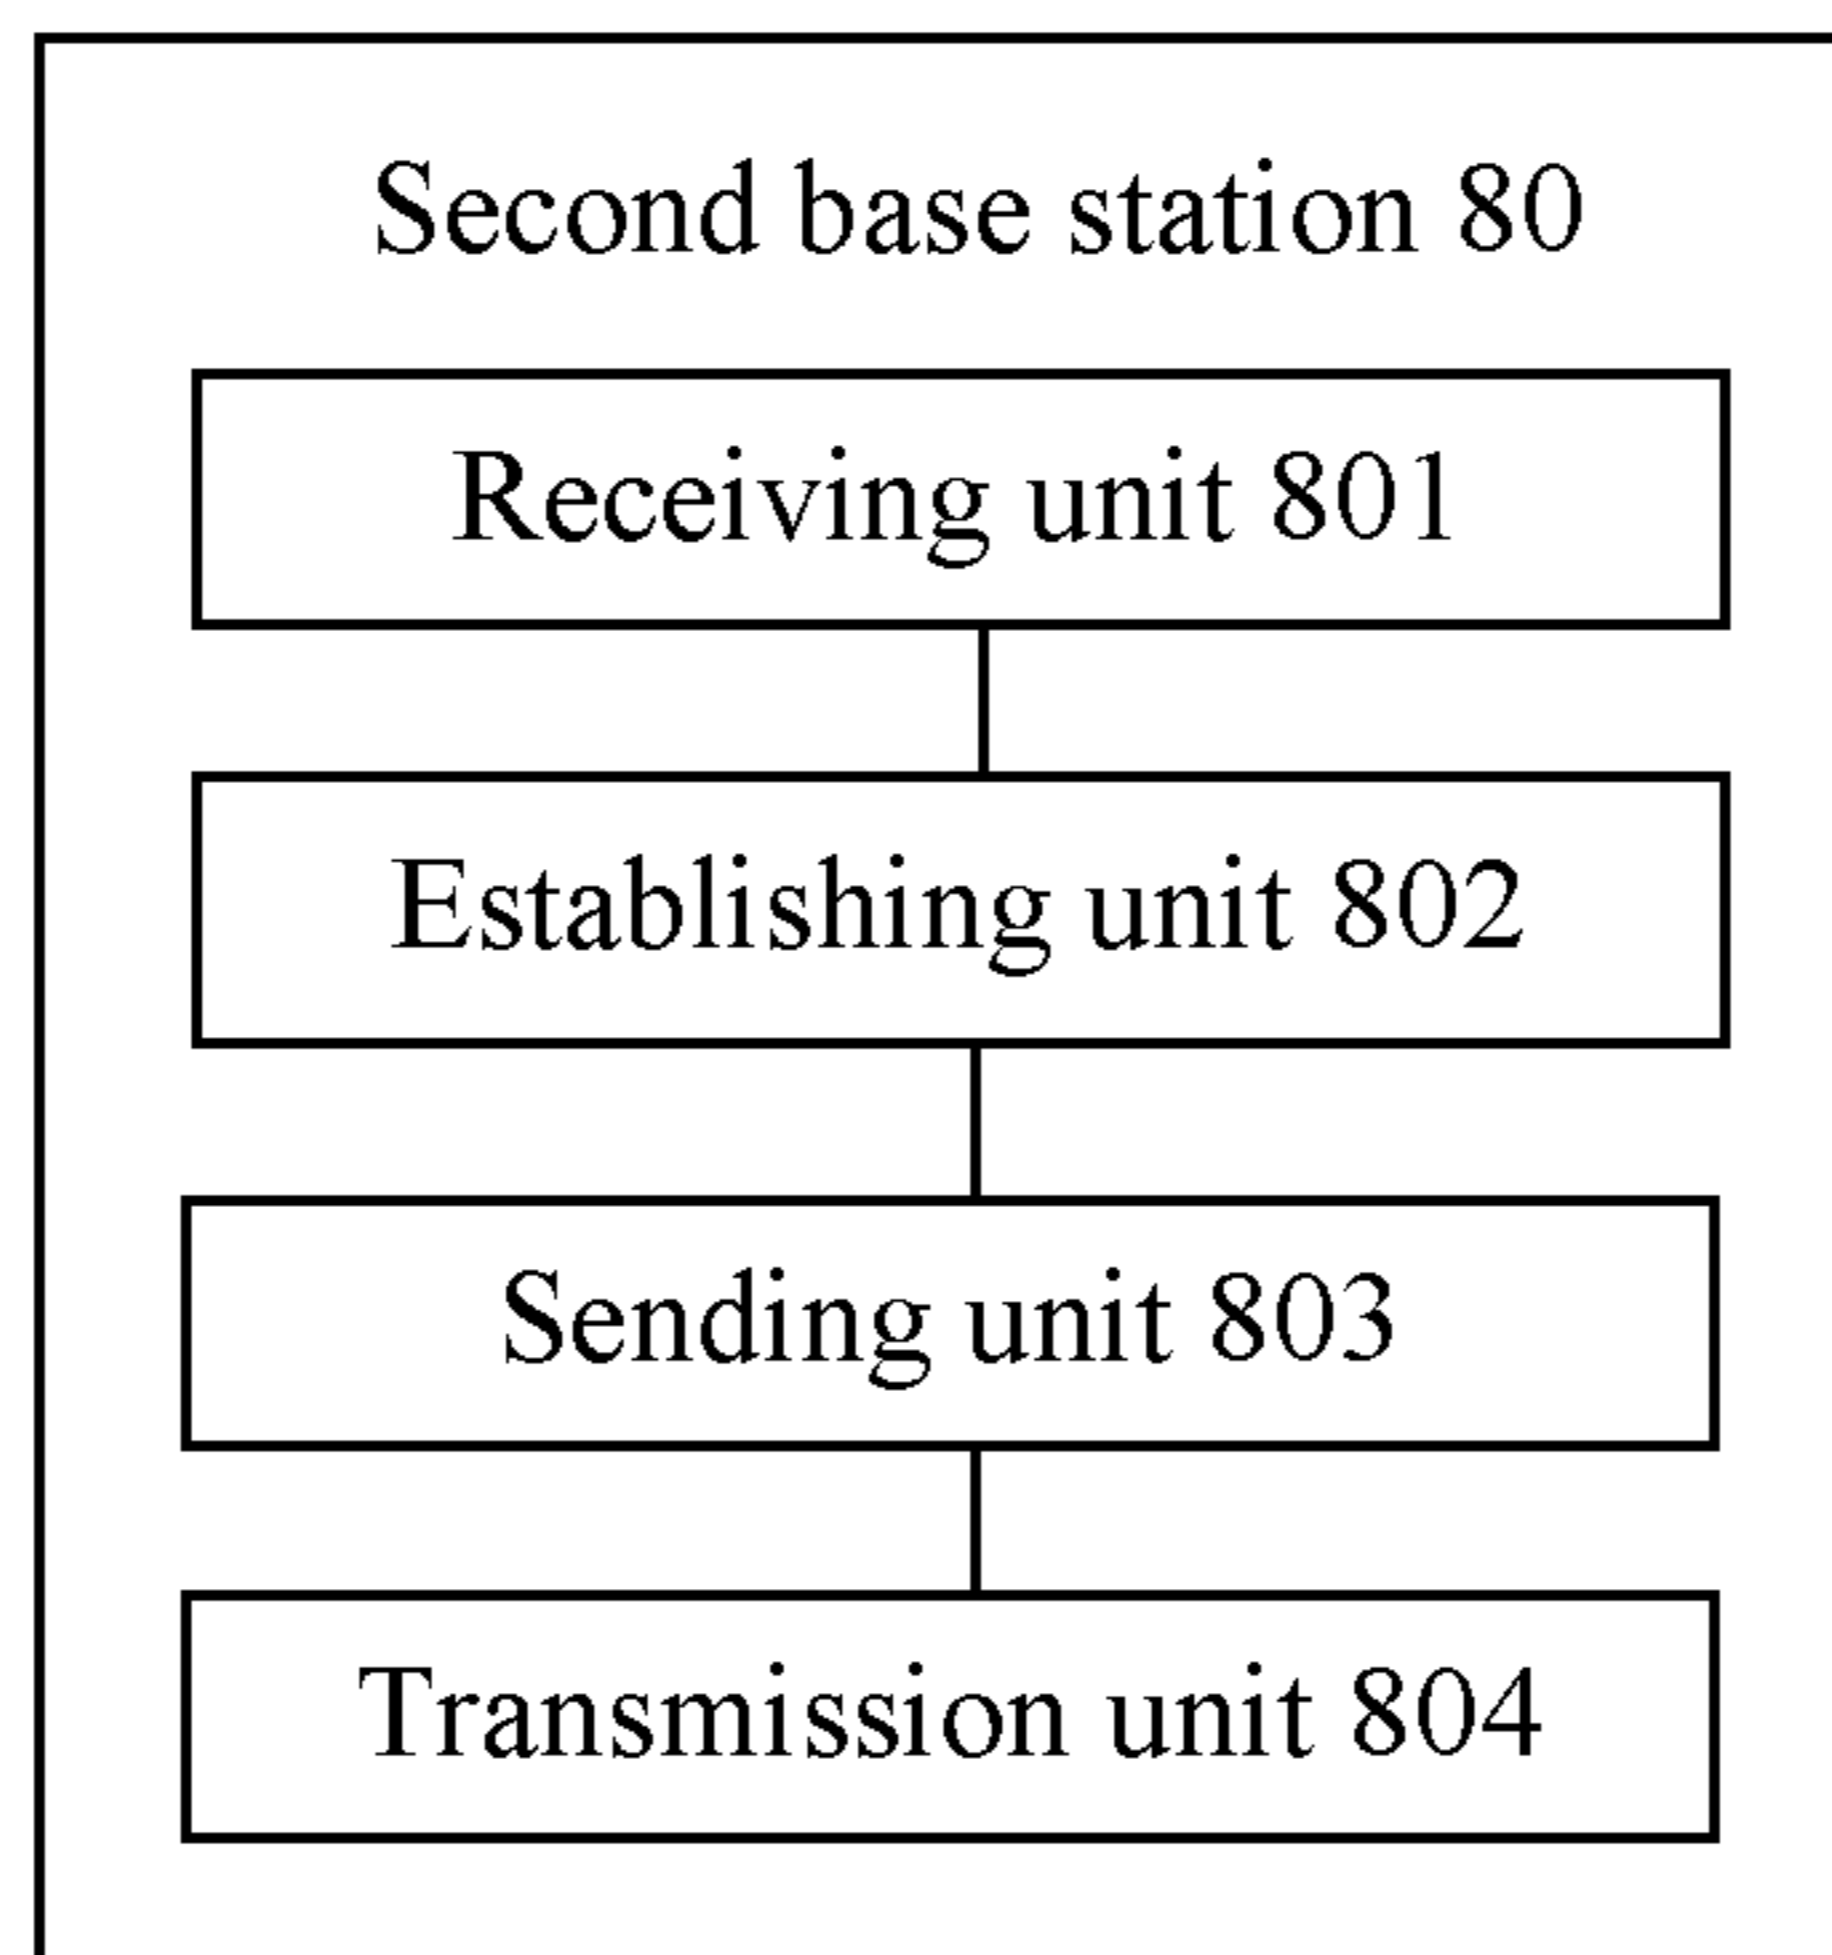 Second base station 80
Receiving unit 801
Establishing unit 802
Sending unit 803
Transmission unit 804